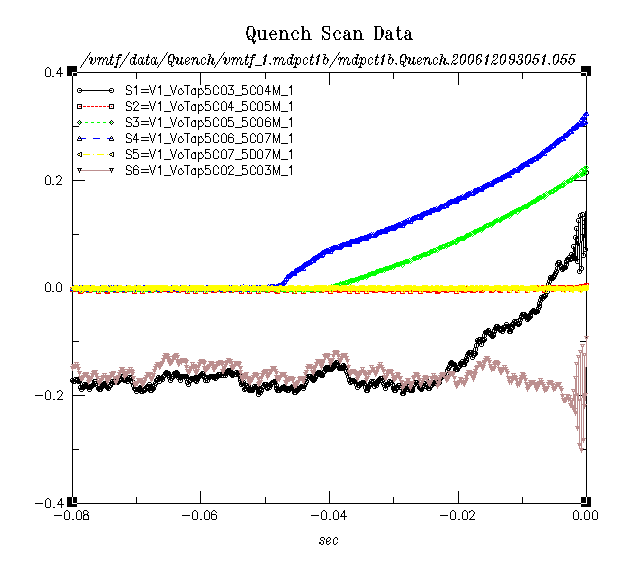 Quench Scan Data
/vmtf/data/Quench/vmtf_1.mdpct1b/mdpct1b.Quench.200612093051.055
0.4
S1=V1_VoTap5C03_5C04M_1
S2=V1_VoTap5C04_5C05M_1
S3=V1_VoTap5C05_5C06M_1
S4=V1_VoTap5C06_5C07M_1
S5=V1_VoTap5C07_5D07M_1
S6=V1_VoTap5C02_5C03M_1
0.2
0.0
-0.2
-0.4
-0.08 -0.06 -0.04 -0.02 0.00
sec